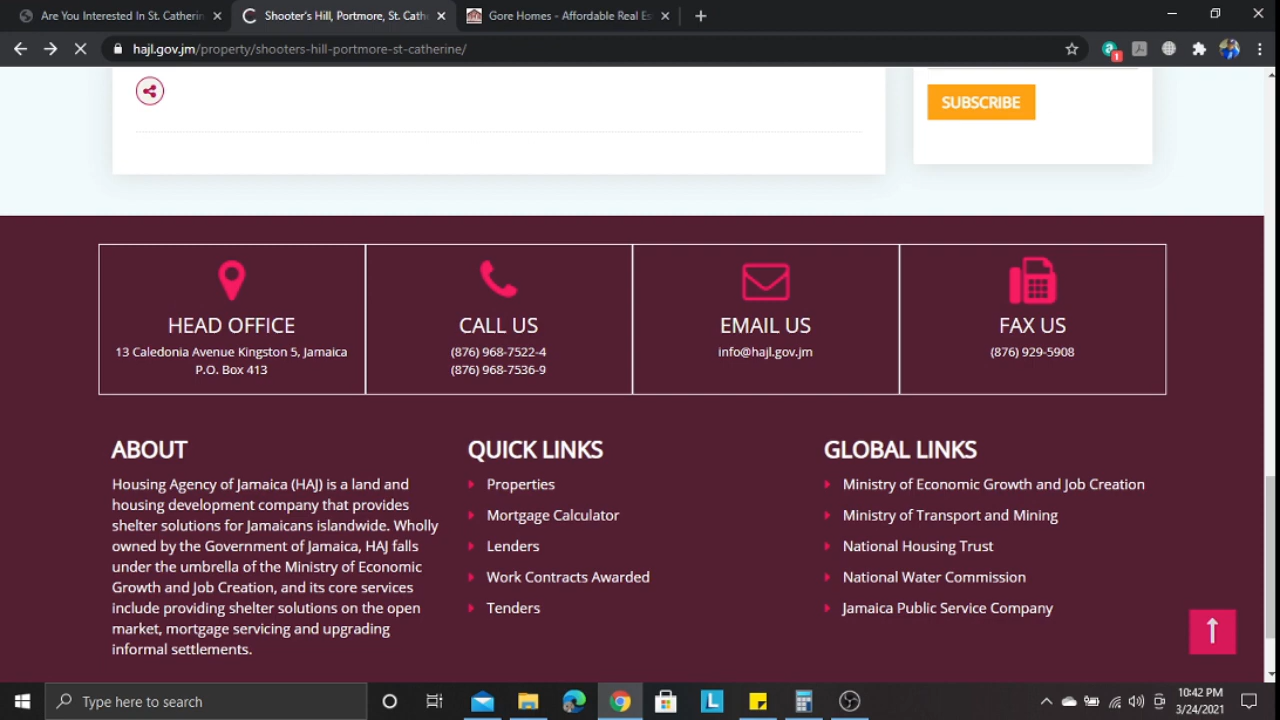 Are You Interested In St. Catherin
Shooter's Hill, Portmore, St. Cath
Gore Homes - Affordable Real Es
hajl.gov.jm/property/shooters-hill-portmore-st-catherine/
1
SUBSCRIBE
HEAD OFFICE
13 Caledonia Avenue Kingston 5, Jamaica
P.O. Box 413
CALL US
(876) 968-7522-4
(876) 968-7536-9
EMAIL US
info@hajl.gov.jm
FAX US
(876) 929-5908
ABOUT
Housing Agency of Jamaica (HAJ) is a land and
housing development company that provides
shelter solutions for Jamaicans islandwide. Wholly
owned by the Government of Jamaica, HAJ falls
under the umbrella of the Ministry of Economic
Growth and Job Creation, and its core services
include providing shelter solutions on the open
market, mortgage servicing and upgrading
informal settlements.
QUICK LINKS
Properties
Mortgage Calculator
Lenders
Work Contracts Awarded
Tenders
GLOBAL LINKS
Ministry of Economic Growth and Job Creation
Ministry of Transport and Mining
National Housing Trust
National Water Commission
Jamaica Public Service Company
Type here to search
L
10:42 PM
3/24/2021